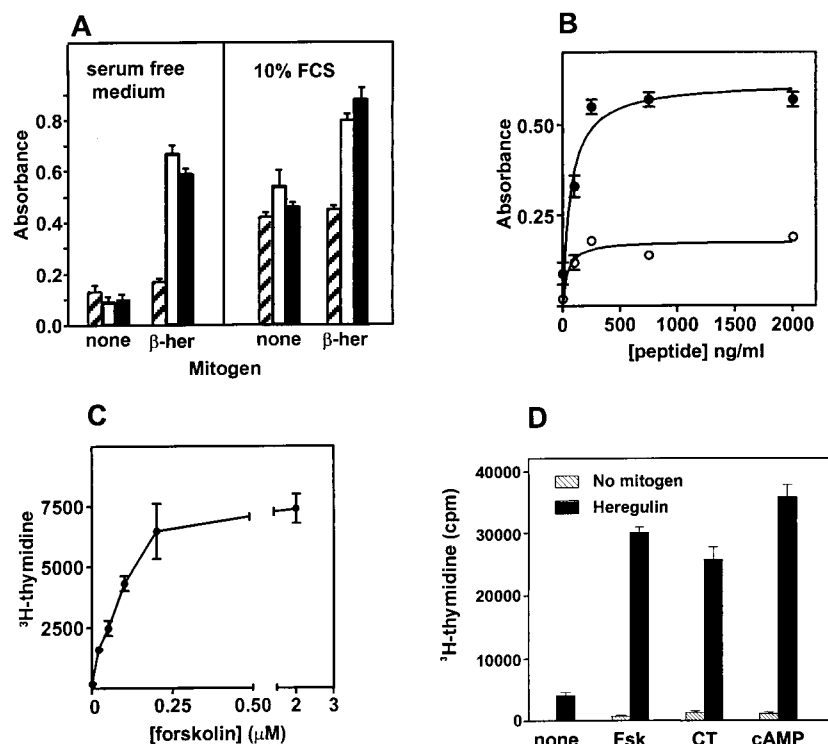 A
serum free
medium
10% FCS
Absorbance
0.8
0.6
0.4
0.2
0.0
none
β-her
none
β-her
Mitogen
B
Absorbance
0.50
0.25
0
500
1000
1500
2000
[peptide] ng/ml
C
³H-thymidine
7500
5000
2500
0
0.25
0.50
2
3
[forskolin] (μM)
D
No mitogen
Heregulin
³H-thymidine (cpm)
40000
30000
20000
10000
0
none
Fsk
CT
cAMP